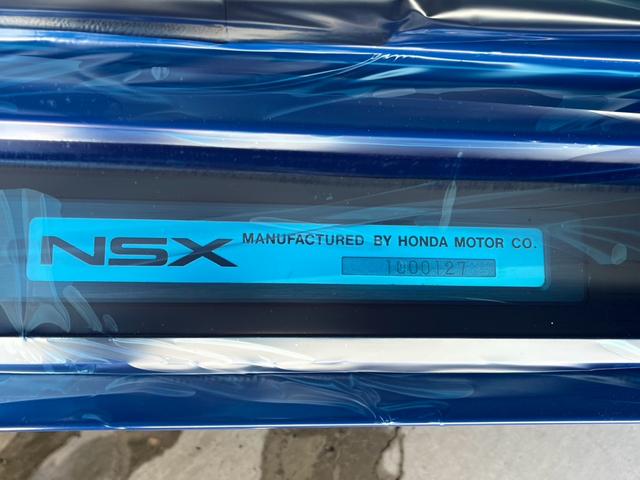 NSX MANUFACTURED BY HONDA MOTOR CO.
1000127